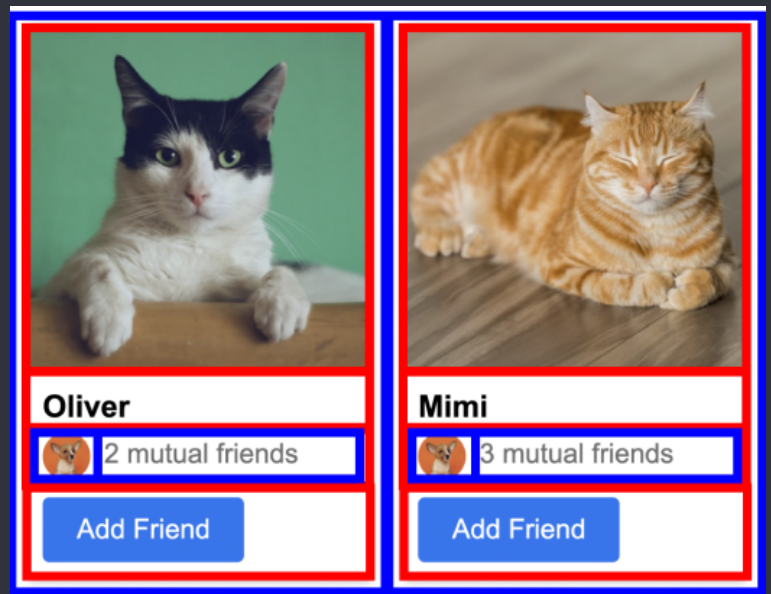 Oliver
2 mutual friends
Add Friend
Mimi
3 mutual friends
Add Friend